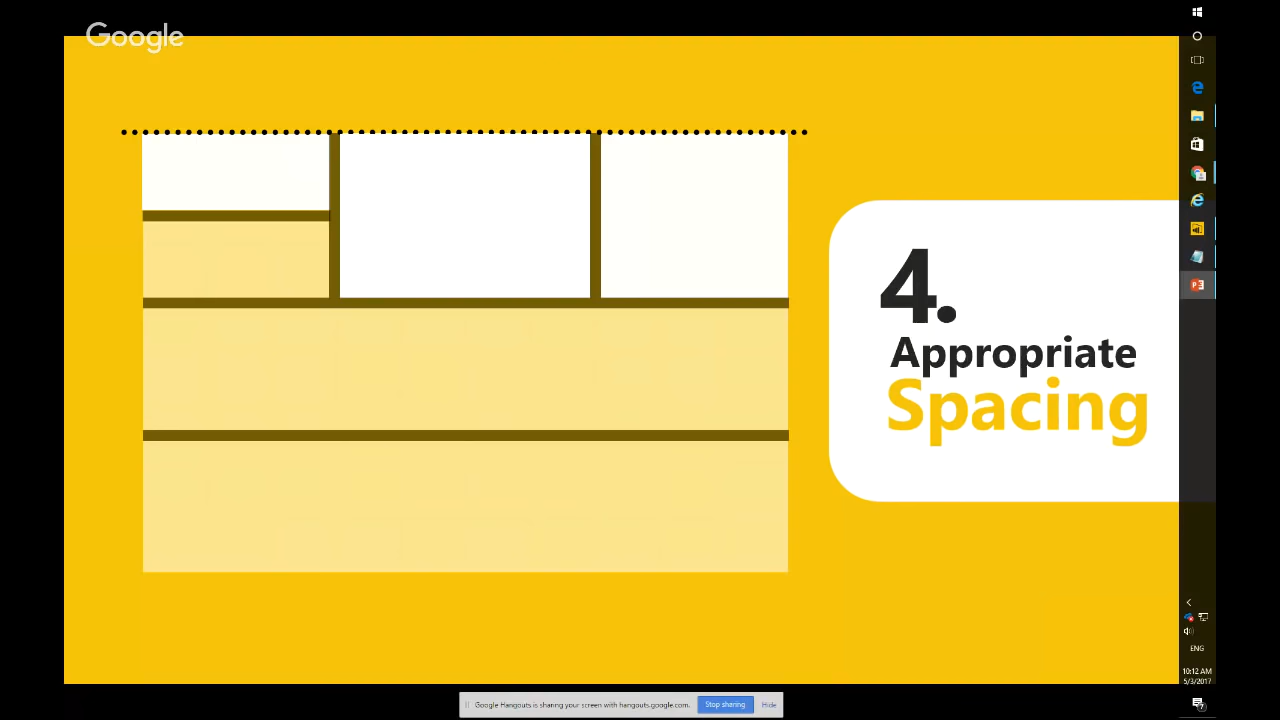 Google
4.
Appropriate
Spacing
ENG
10:12 AM
5/3/2017
Google Hangouts is sharing your screen with hangouts.google.com.
Stop sharing
Hide